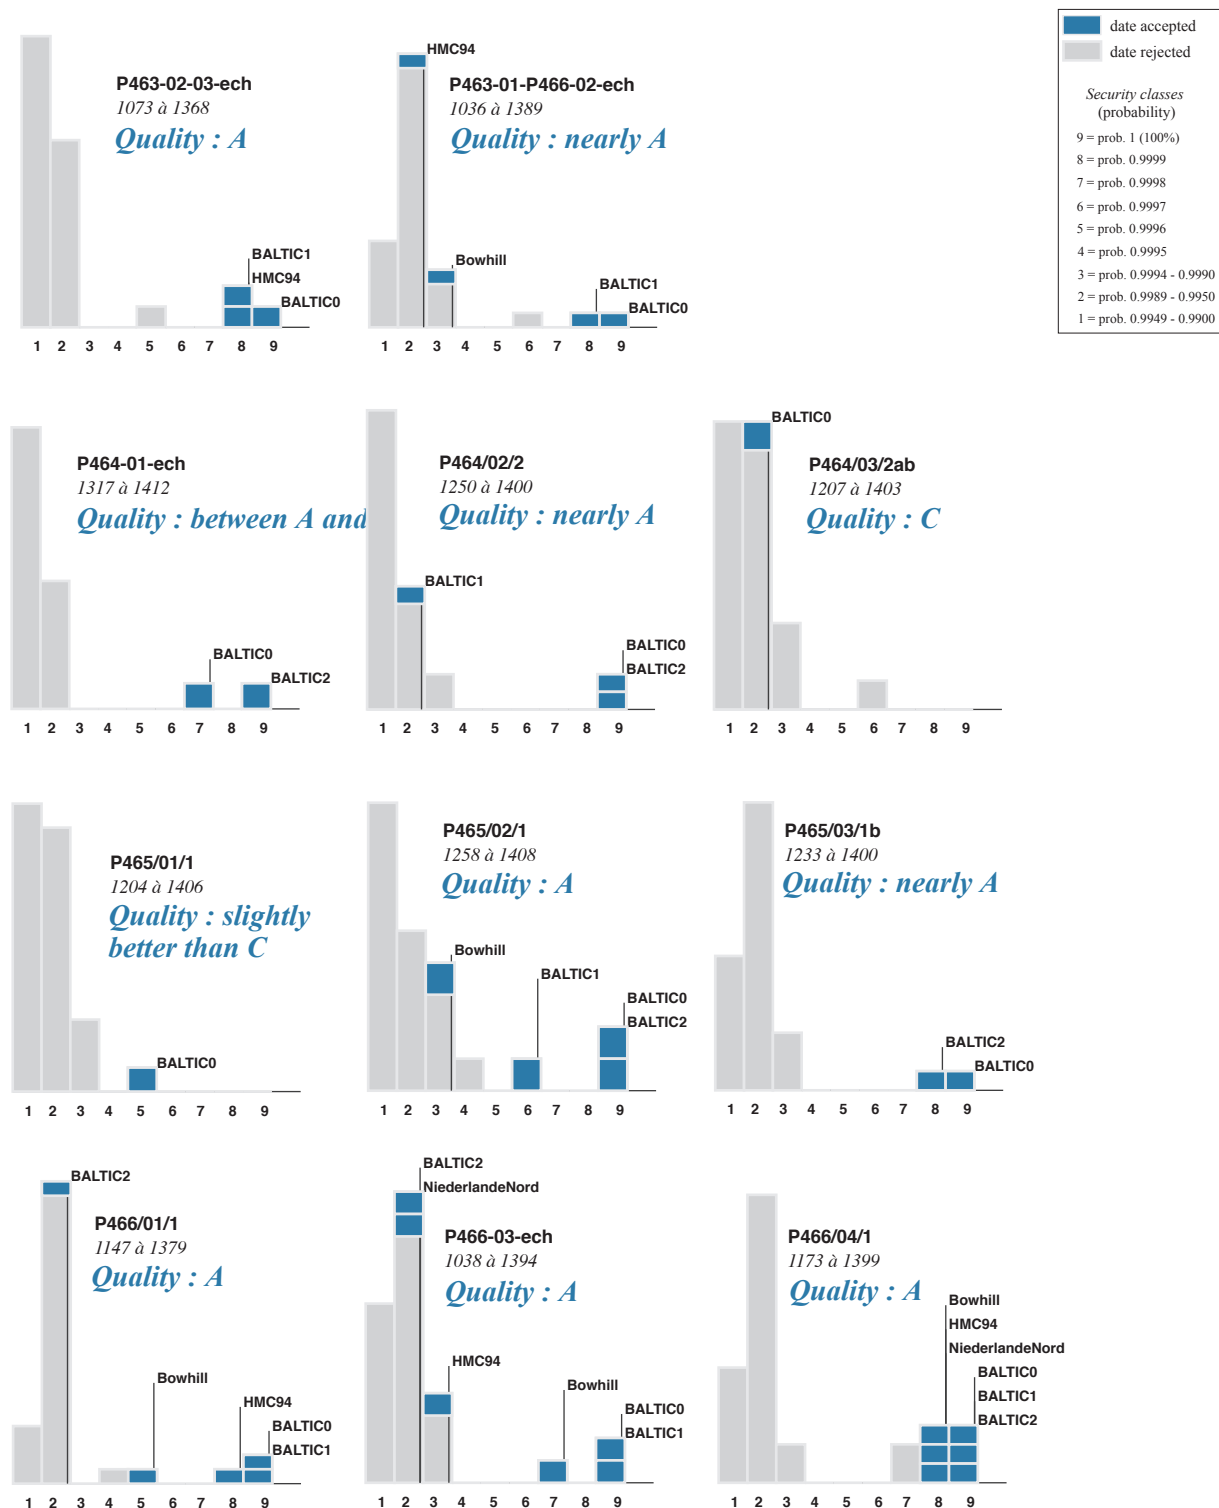 date accepted
date rejected
Security classes
(probability)
9 = prob. 1 (100%)
8 = prob. 0.9999
7 = prob. 0.9998
6 = prob. 0.9997
5 = prob. 0.9996
4 = prob. 0.9995
3 = prob. 0.9994 - 0.9990
2 = prob. 0.9989 - 0.9950
1 = prob. 0.9949 - 0.9900
P463-02-03-ech
1073 à 1368
Quality : A
BALTIC1
HMC94
BALTIC0
1 2 3 4 5 6 7 8 9
HMC94
P463-01-P466-02-ech
1036 à 1389
Quality : nearly A
Bowhill
BALTIC1
BALTIC0
1 2 3 4 5 6 7 8 9
P464-01-ech
1317 à 1412
Quality : between A and
BALTIC0
BALTIC2
1 2 3 4 5 6 7 8 9
P464/02/2
1250 à 1400
Quality : nearly A
BALTIC1
BALTIC0
BALTIC2
1 2 3 4 5 6 7 8 9
BALTIC0
P464/03/2ab
1207 à 1403
Quality : C
1 2 3 4 5 6 7 8 9
P465/01/1
1204 à 1406
Quality : slightly
better than C
BALTIC0
1 2 3 4 5 6 7 8 9
P465/02/1
1258 à 1408
Quality : A
Bowhill
BALTIC1
BALTIC0
BALTIC2
1 2 3 4 5 6 7 8 9
P465/03/1b
1233 à 1400
Quality : nearly A
BALTIC2
BALTIC0
1 2 3 4 5 6 7 8 9
BALTIC2
P466/01/1
1147 à 1379
Quality : A
Bowhill
HMC94
BALTIC0
BALTIC1
1 2 3 4 5 6 7 8 9
BALTIC2
NiederlandeNord
P466-03-ech
1038 à 1394
Quality : A
HMC94
Bowhill
BALTIC0
BALTIC1
1 2 3 4 5 6 7 8 9
P466/04/1
1173 à 1399
Quality : A
Bowhill
HMC94
NiederlandeNord
BALTIC0
BALTIC1
BALTIC2
1 2 3 4 5 6 7 8 9